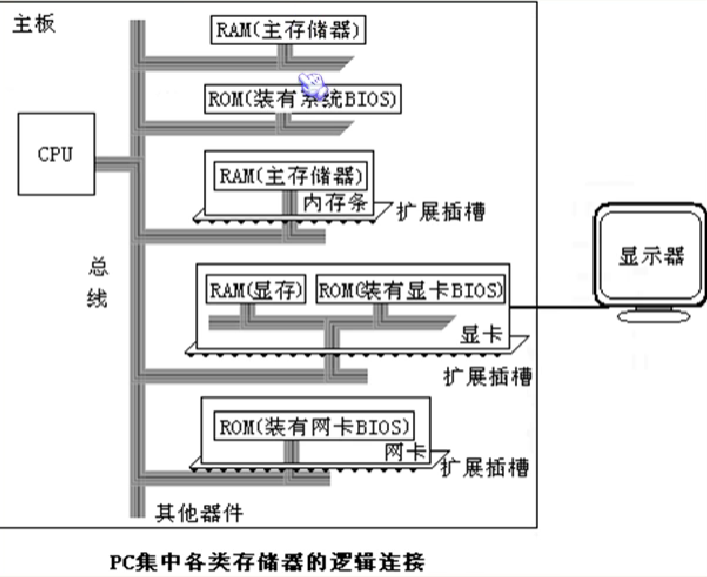 主板
RAM(主存储器)
ROM(装有系统BIOS)
CPU
RAM(主存储器)
内存条
扩展插槽
总线
显示器
RAM(显存)
ROM(装有显卡BIOS)
显卡
扩展插槽
ROM(装有网卡BIOS)
网卡
扩展插槽
其他器件
PC集中各类存储器的逻辑连接